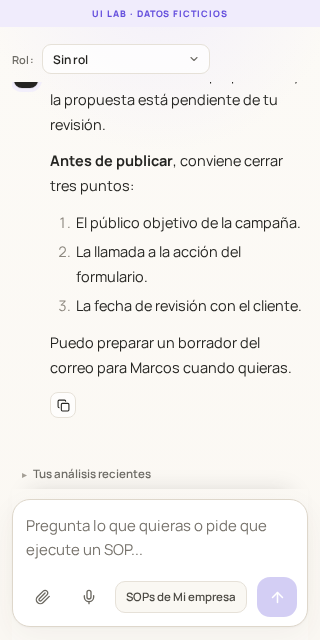 UI LAB · DATOS FICTICIOS
Rol:
Sin rol
la propuesta está pendiente de tu
revisión.
Antes de publicar, conviene cerrar
tres puntos:
1. El público objetivo de la campaña.
2. La llamada a la acción del
formulario.
3. La fecha de revisión con el cliente.
Puedo preparar un borrador del
correo para Marcos cuando quieras.
▸ Tus análisis recientes
Pregunta lo que quieras o pide que
ejecute un SOP...
SOPs de Mi empresa